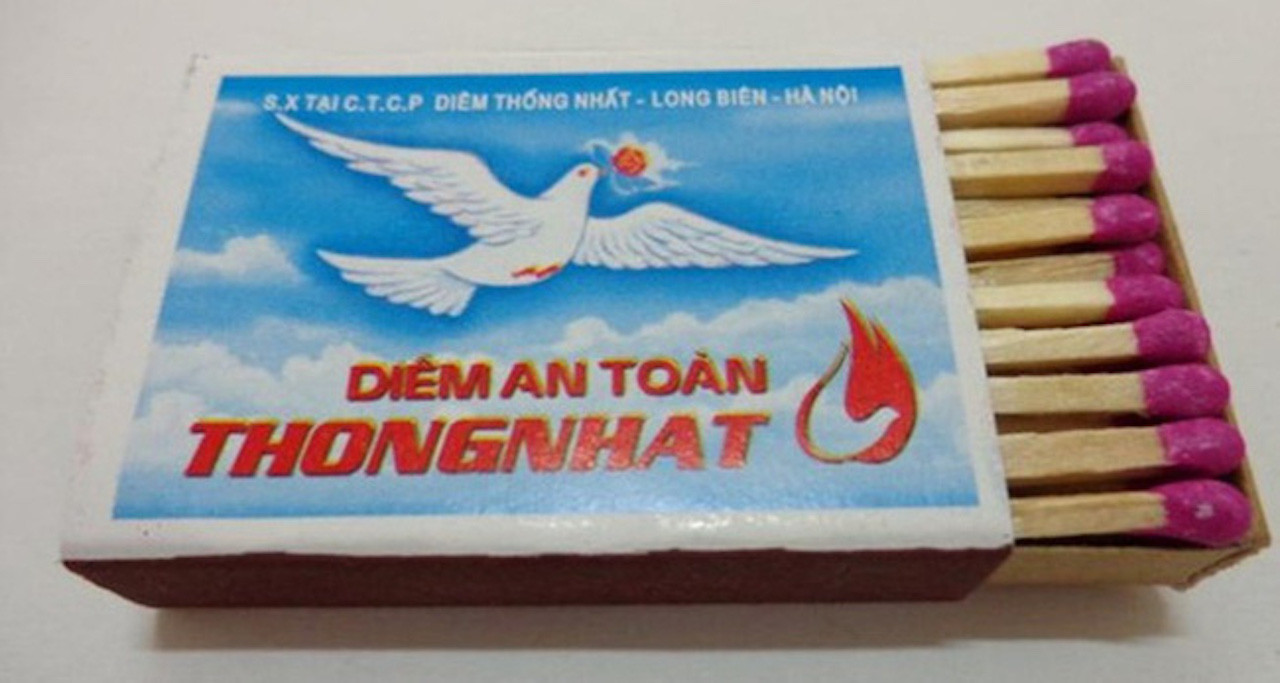 S.X TẠI C.T.C.P DIÊM THỐNG NHẤT - LONG BIÊN - HÀ NỘI
DIÊM AN TOÀN
THONGNHAT